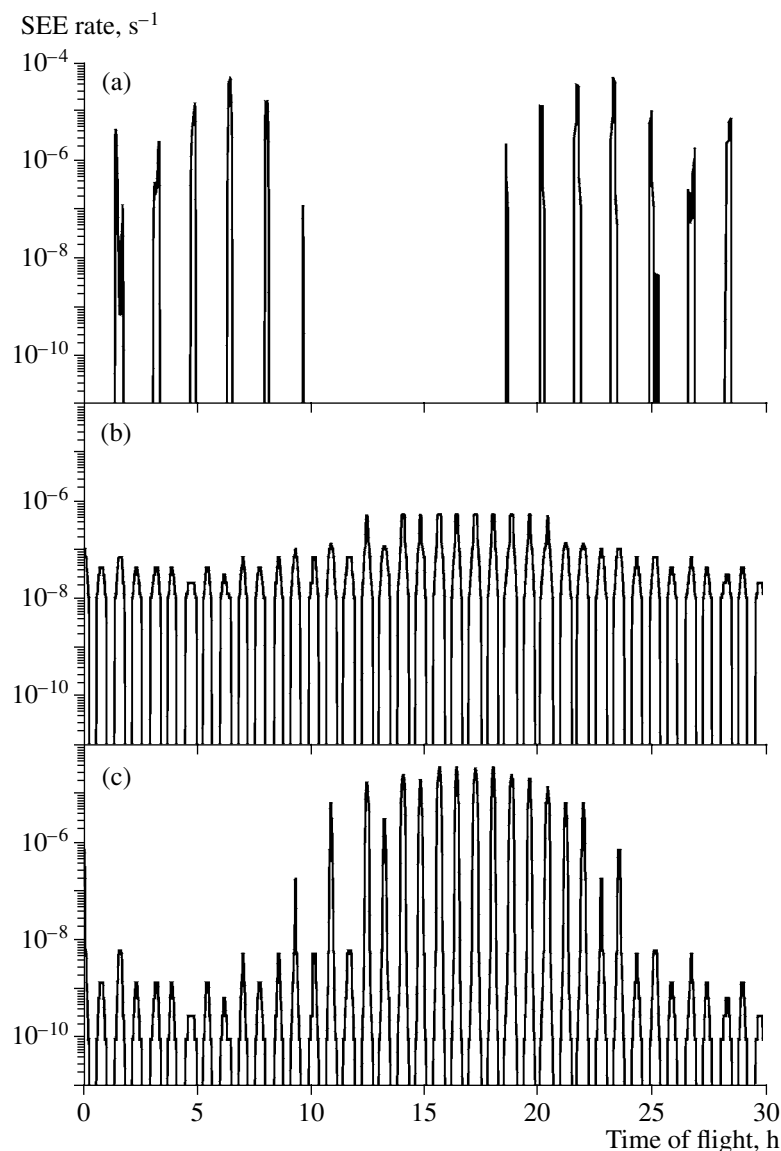 SEE rate, s⁻¹
10⁻⁴
(a)
10⁻⁶
10⁻⁸
10⁻¹⁰
(b)
10⁻⁶
10⁻⁸
10⁻¹⁰
(c)
10⁻⁶
10⁻⁸
10⁻¹⁰
0 5 10 15 20 25 30
Time of flight, h